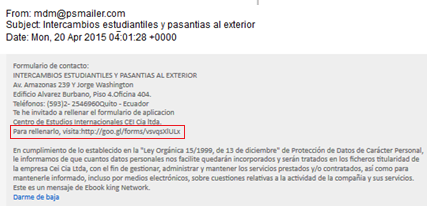 From: mdm@psmailer.com
Subject: Intercambios estudiantiles y pasantias al exterior
Date: Mon, 20 Apr 2015 04:01:28 +0000
Formulario de contacto:
INTERCAMBIOS ESTUDIANTILES Y PASANTIAS AL EXTERIOR
Av. Amazonas 239 Y Jorge Washington
Edificio Alvarez Burbano, Piso 4.Oficina 404.
Teléfonos: (593)2- 2546960Quito - Ecuador
Te he invitado a rellenar el formulario de aplicacion
Centro de Estudios Internacionales CEI Cia ltda.
Para rellenarlo, visita:http://goo.gl/forms/vsvqsXlULx
En cumplimiento de lo establecido en la "Ley Orgánica 15/1999, de 13 de diciembre" de Protección de Datos de Carácter Personal,
le informamos de que cuantos datos personales nos facilite quedarán incorporados y serán tratados en los ficheros titularidad de
la empresa Cei Cia Ltda, con el fin de gestionar, administrar y mantener los servicios prestados y/o contratados, así como para
mantenerle informado, incluso por medios electrónicos, sobre cuestiones relativas a la actividad de la compañía y sus servicios.
Este es un mensaje de Ebook king Network.
Darme de baja